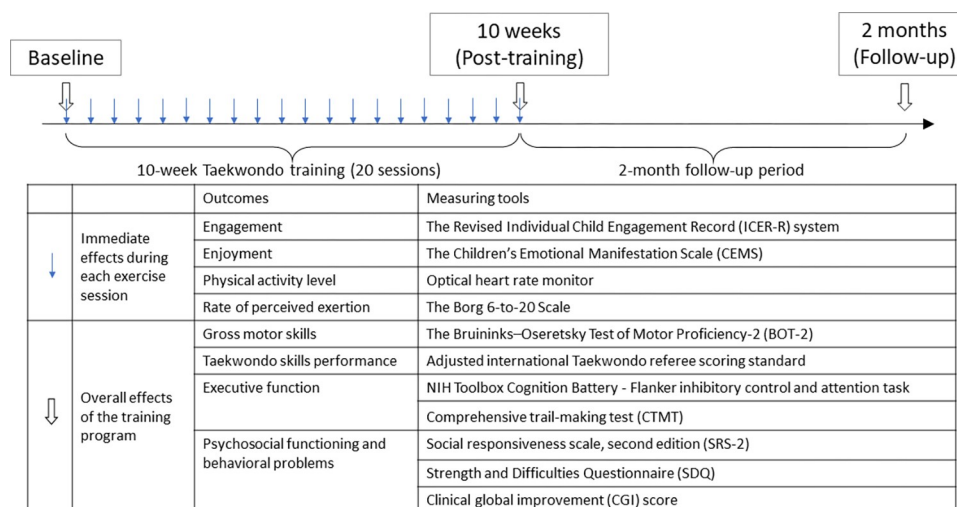 Baseline
10 weeks
(Post-training)
2 months
(Follow-up)
10-week Taekwondo training (20 sessions)
2-month follow-up period
Outcomes
Measuring tools
Immediate
effects during
each exercise
session
Engagement
The Revised Individual Child Engagement Record (ICER-R) system
Enjoyment
The Children’s Emotional Manifestation Scale (CEMS)
Physical activity level
Optical heart rate monitor
Rate of perceived exertion
The Borg 6-to-20 Scale
Overall effects
of the training
program
Gross motor skills
The Bruininks–Oseretsky Test of Motor Proficiency-2 (BOT-2)
Taekwondo skills performance
Adjusted international Taekwondo referee scoring standard
Executive function
NIH Toolbox Cognition Battery - Flanker inhibitory control and attention task
Comprehensive trail-making test (CTMT)
Psychosocial functioning and
behavioral problems
Social responsiveness scale, second edition (SRS-2)
Strength and Difficulties Questionnaire (SDQ)
Clinical global improvement (CGI) score